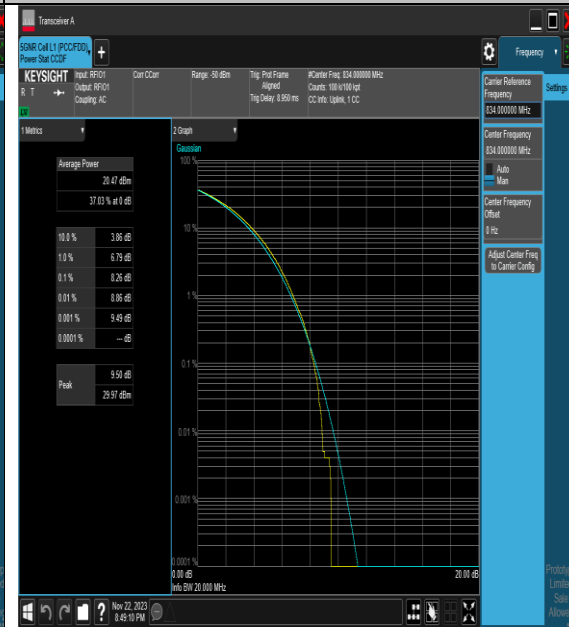 Transceiver A
5GNR Cell L1 (PCC/FDD)
Power Stat CCDF
+
Frequency
KEYSIGHT
R T
LW
Input: RFIO1
Output: RFIO1
Coupling: AC
Corr CCorr
Range: -50 dBm
Trig: Prot Frame
Aligned
Trig Delay: 8.950 ms
#Center Freq: 834.000000 MHz
Counts: 100 k/100 kpt
CC Info: Uplink, 1 CC
Carrier Reference
Frequency
834.000000 MHz
Settings
Center Frequency
834.000000 MHz
Auto
Man
Center Frequency
Offset
0 Hz
Adjust Center Freq
to Carrier Config
1 Metrics
Average Power
20.47 dBm
37.03 % at 0 dB
10.0 % 3.86 dB
1.0 % 6.79 dB
0.1 % 8.26 dB
0.01 % 8.86 dB
0.001 % 9.49 dB
0.0001 % --- dB
Peak
9.50 dB
29.97 dBm
2 Graph
Gaussian
100 %
10 %
1 %
0.1 %
0.01 %
0.001 %
0.0001 %
0.00 dB
20.00 dB
Info BW 20.000 MHz
?
Nov 22, 2023
8:49:10 PM